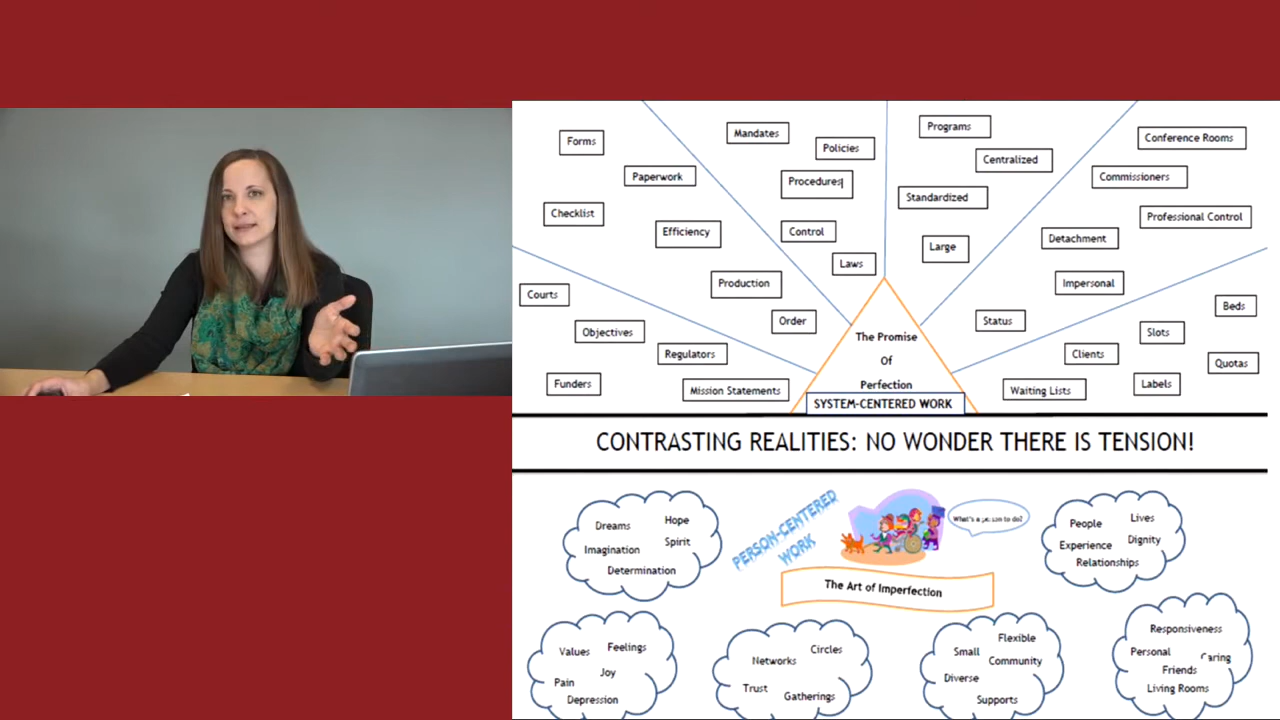 Forms
Mandates
Policies
Programs
Centralized
Conference Rooms
Paperwork
Procedures
Standardized
Commissioners
Checklist
Efficiency
Control
Large
Detachment
Professional Control
Laws
Courts
Production
Impersonal
Objectives
Order
Status
Slots
Beds
Regulators
The Promise
Of
Perfection
Clients
Quotas
Funders
Mission Statements
Waiting Lists
Labels
SYSTEM-CENTERED WORK
CONTRASTING REALITIES: NO WONDER THERE IS TENSION!
Dreams
Hope
Imagination
Spirit
Determination
PERSON-CENTERED
WORK
What's a person to do?
People
Lives
Experience
Dignity
Relationships
The Art of Imperfection
Values
Feelings
Joy
Pain
Depression
Circles
Networks
Trust
Gatherings
Flexible
Small
Community
Diverse
Supports
Responsiveness
Personal
Caring
Friends
Living Rooms